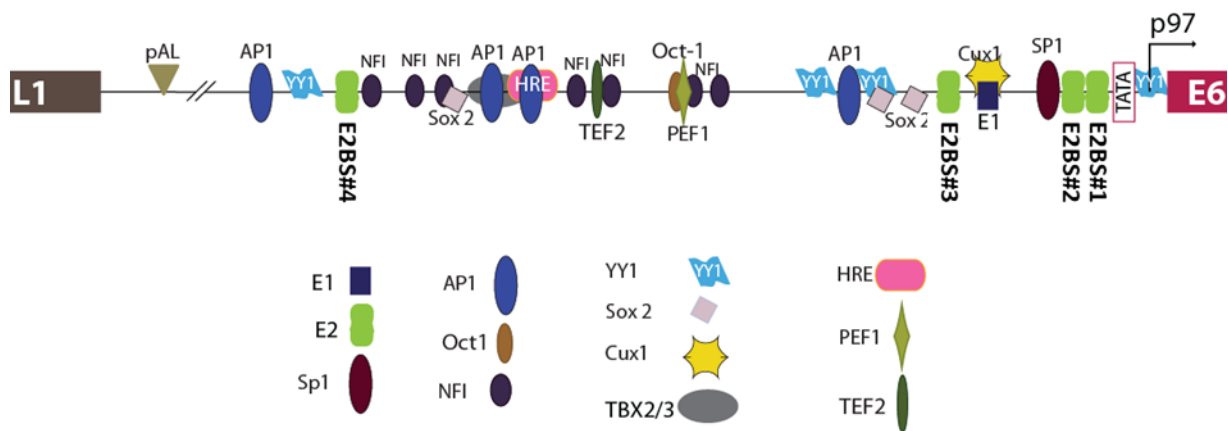 p97
pAL
AP1
NFI
NFI
NFI
AP1
AP1
NFI
NFI
Oct-1
NFI
AP1
Cux1
SP1
L1
YY1
HRE
YY1
YY1
TATA
YY1
E6
Sox 2
TEF2
PEF1
Sox 2
E1
E2BS#4
E2BS#3
E2BS#2
E2BS#1
E1
E2
Sp1
AP1
Oct1
NFI
YY1
YY1
Sox 2
Cux1
TBX2/3
HRE
PEF1
TEF2